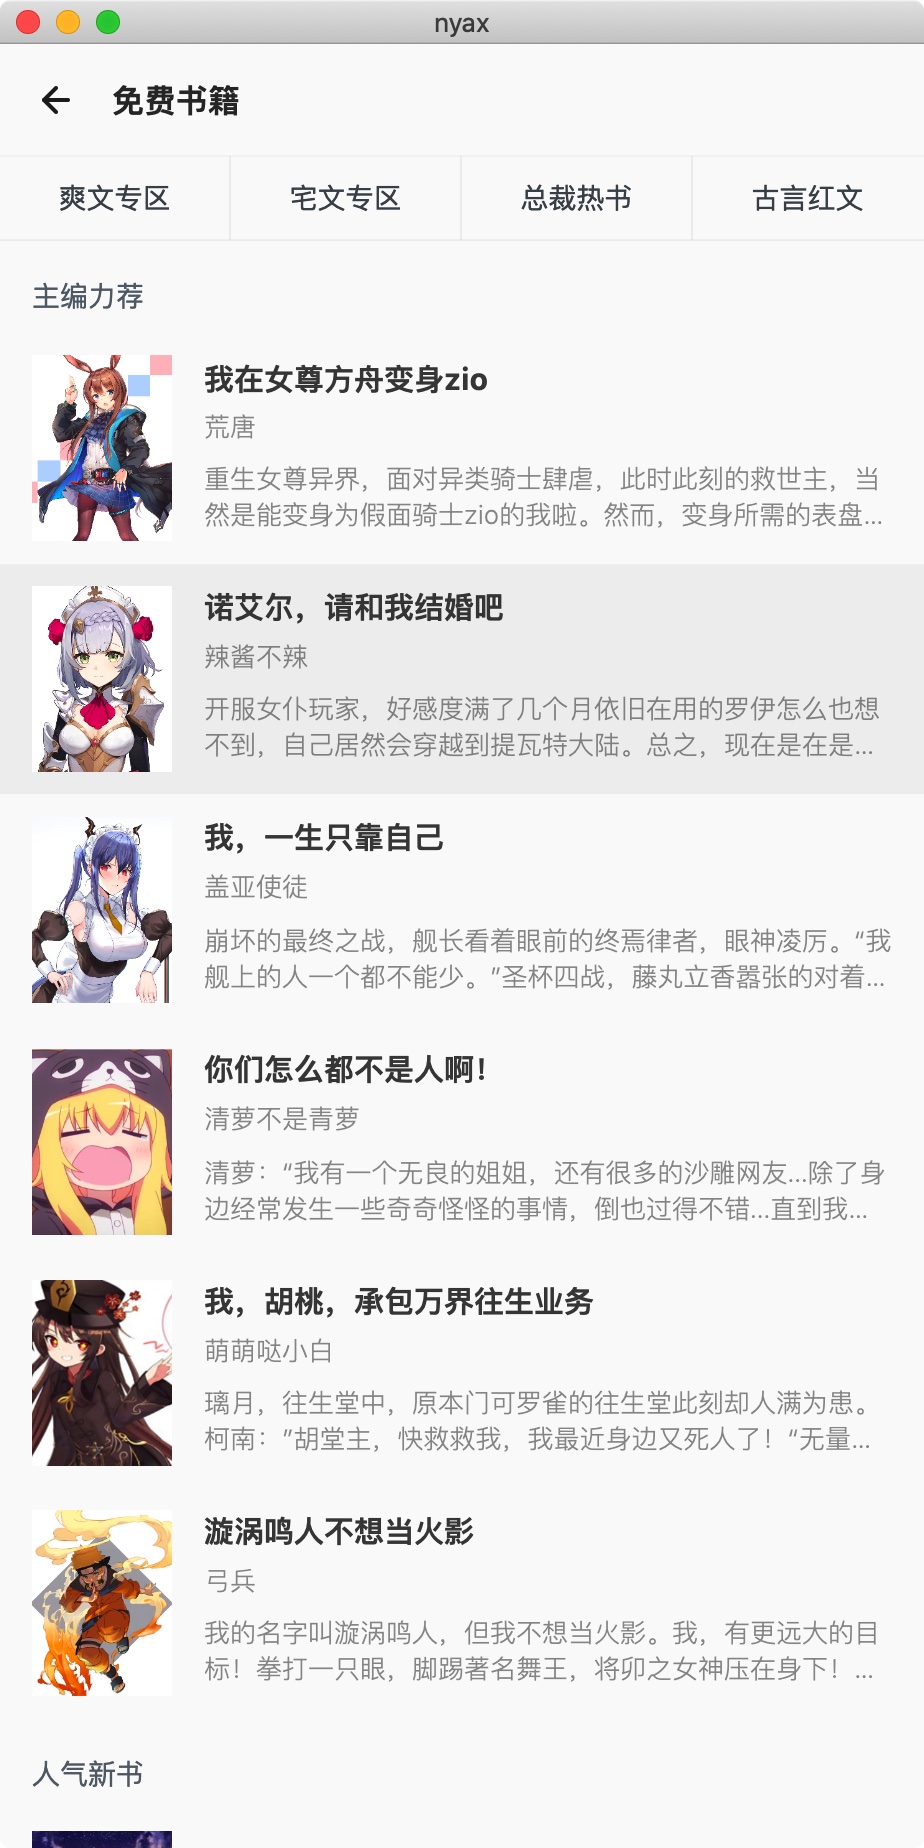 nyax
免费书籍
爽文专区
宅文专区
总裁热书
古言红文
主编力荐
我在女尊方舟变身zio
荒唐
重生女尊异界，面对异类骑士肆虐，此时此刻的救世主，当
然是能变身为假面骑士zio的我啦。然而，变身所需的表盘...
诺艾尔，请和我结婚吧
辣酱不辣
开服女仆玩家，好感度满了几个月依旧在用的罗伊怎么也想
不到，自己居然会穿越到提瓦特大陆。总之，现在是在是...
我，一生只靠自己
盖亚使徒
崩坏的最终之战，舰长看着眼前的终焉律者，眼神凌厉。“我
舰上的人一个都不能少。”圣杯四战，藤丸立香嚣张的对着...
你们怎么都不是人啊！
清萝不是青萝
清萝：“我有一个无良的姐姐，还有很多的沙雕网友...除了身
边经常发生一些奇奇怪怪的事情，倒也过得不错...直到我...
我，胡桃，承包万界往生业务
萌萌哒小白
璃月，往生堂中，原本门可罗雀的往生堂此刻却人满为患。
柯南：”胡堂主，快救救我，我最近身边又死人了！“无量...
漩涡鸣人不想当火影
弓兵
我的名字叫漩涡鸣人，但我不想当火影。我，有更远大的目
标！拳打一只眼，脚踢著名舞王，将卯之女神压在身下！...
人气新书